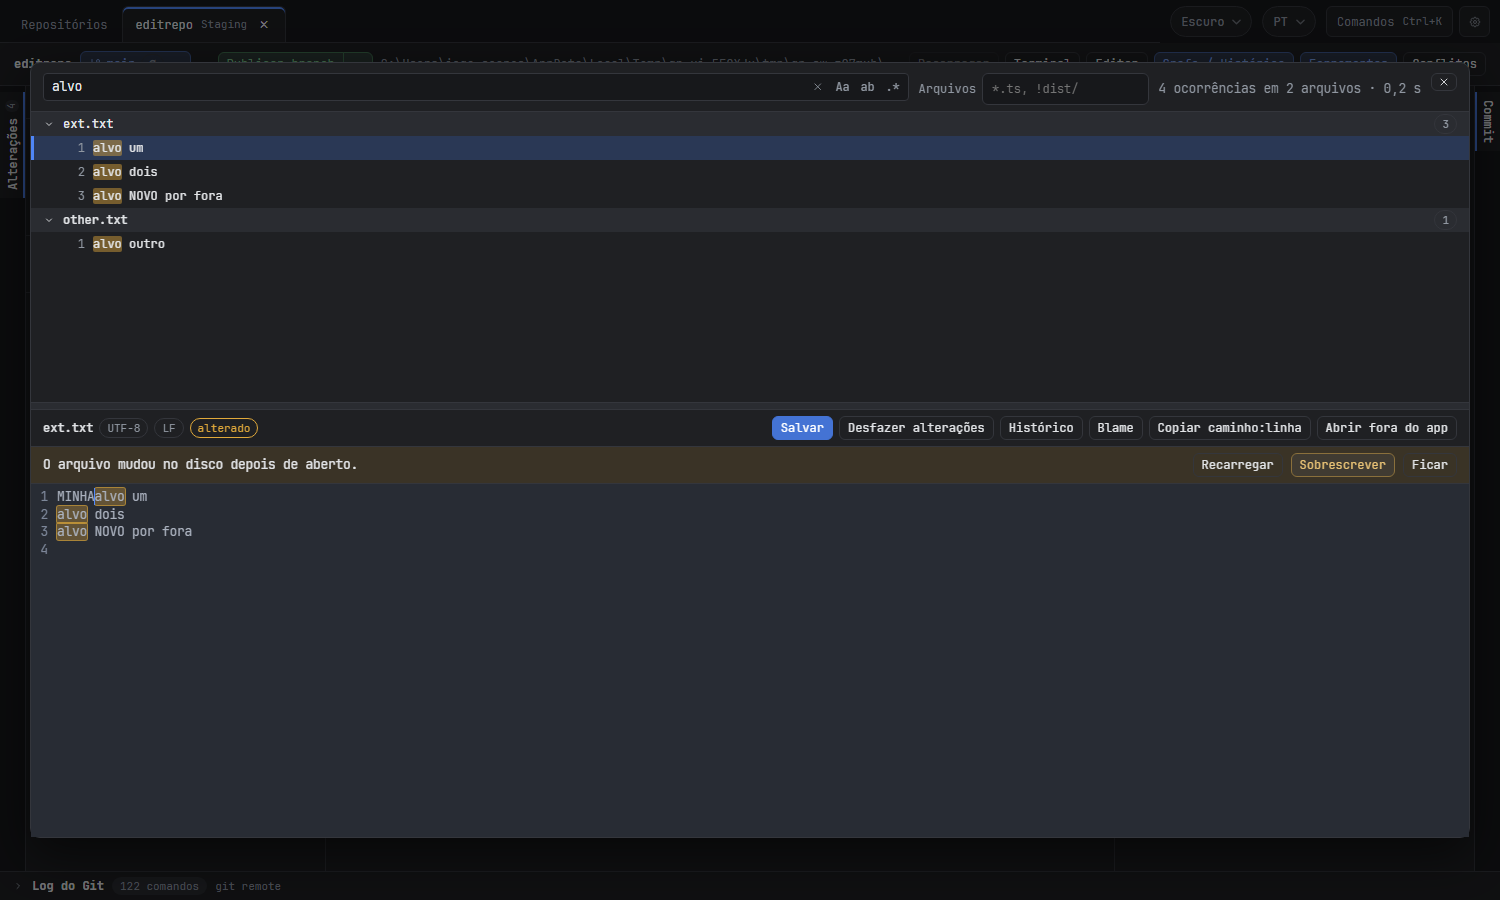 Repositórios editrepo Staging × Escuro PT Comandos Ctrl+K
alvo × Aa ab .* Arquivos *.ts, !dist/ 4 ocorrências em 2 arquivos · 0,2 s ×
ext.txt 3
1 alvo um
2 alvo dois
3 alvo NOVO por fora
other.txt 1
1 alvo outro
ext.txt UTF-8 LF alterado Salvar Desfazer alterações Histórico Blame Copiar caminho:linha Abrir fora do app
O arquivo mudou no disco depois de aberto. Recarregar Sobrescrever Ficar
1 MINHAalvo um
2 alvo dois
3 alvo NOVO por fora
4
Alterações 4
Commit
Log do Git 122 comandos git remote